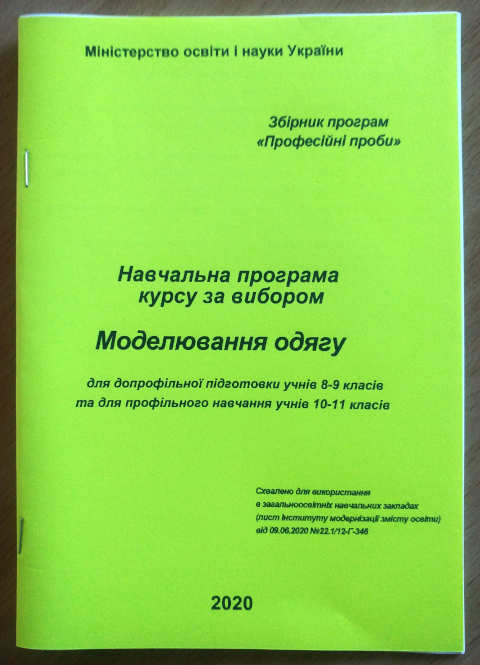 Міністерство освіти і науки України
Збірник програм
«Професійні проби»
Навчальна програма
курсу за вибором
Моделювання одягу
для допрофільної підготовки учнів 8-9 класів
та для профільного навчання учнів 10-11 класів
Схвалено для використання
в загальноосвітніх навчальних закладах
(лист Інституту модернізації змісту освіти)
від 09.06.2020 №22.1/12-Г-346
2020